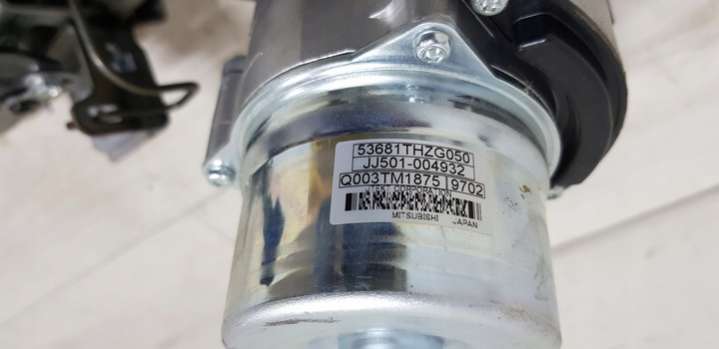 53681THZG050
JJ501-004932
Q003TM1875 9702
MITSUBISHI JAPAN